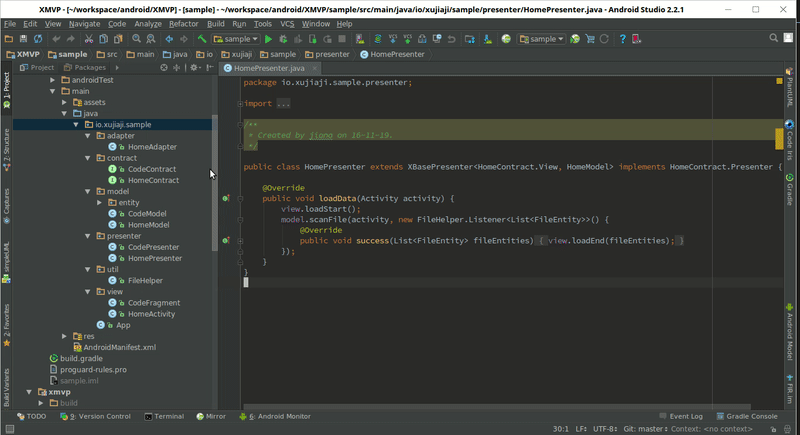 XMVP - [~/workspace/android/XMVP] - [sample] - ~/workspace/android/XMVP/sample/src/main/java/io/xujiaji/sample/presenter/HomePresenter.java - Android Studio 2.2.1
File Edit View Navigate Code Analyze Refactor Build Run Tools VCS Window Help
sample
sample
XMVP sample src main java io xujiaji sample presenter HomePresenter
Project Packages
HomePresenter.java
androidTest
main
assets
java
io.xujiaji.sample
adapter
HomeAdapter
contract
CodeContract
HomeContract
model
entity
CodeModel
HomeModel
presenter
CodePresenter
HomePresenter
util
FileHelper
view
CodeFragment
HomeActivity
App
res
AndroidManifest.xml
build.gradle
proguard-rules.pro
sample.iml
xmvp
build
1: Project
7: Structure
Captures
simpleUML
2: Favorites
Build Variants
package io.xujiaji.sample.presenter;
import ...
/**
* Created by jiana on 16-11-19.
*/
public class HomePresenter extends XBasePresenter<HomeContract.View, HomeModel> implements HomeContract.Presenter {
@Override
public void loadData(Activity activity) {
view.loadStart();
model.scanFile(activity, new FileHelper.Listener<List<FileEntity>>() {
@Override
public void success(List<FileEntity> fileEntities) { view.loadEnd(fileEntities); }
});
}
}
PlantUML
Code Iris
Gradle
Android Model
FIR.im
TODO 9: Version Control Terminal Mirror 6: Android Monitor Event Log Gradle Console
30:1 LF÷ UTF-8÷ Git: master÷ Context: <no context>